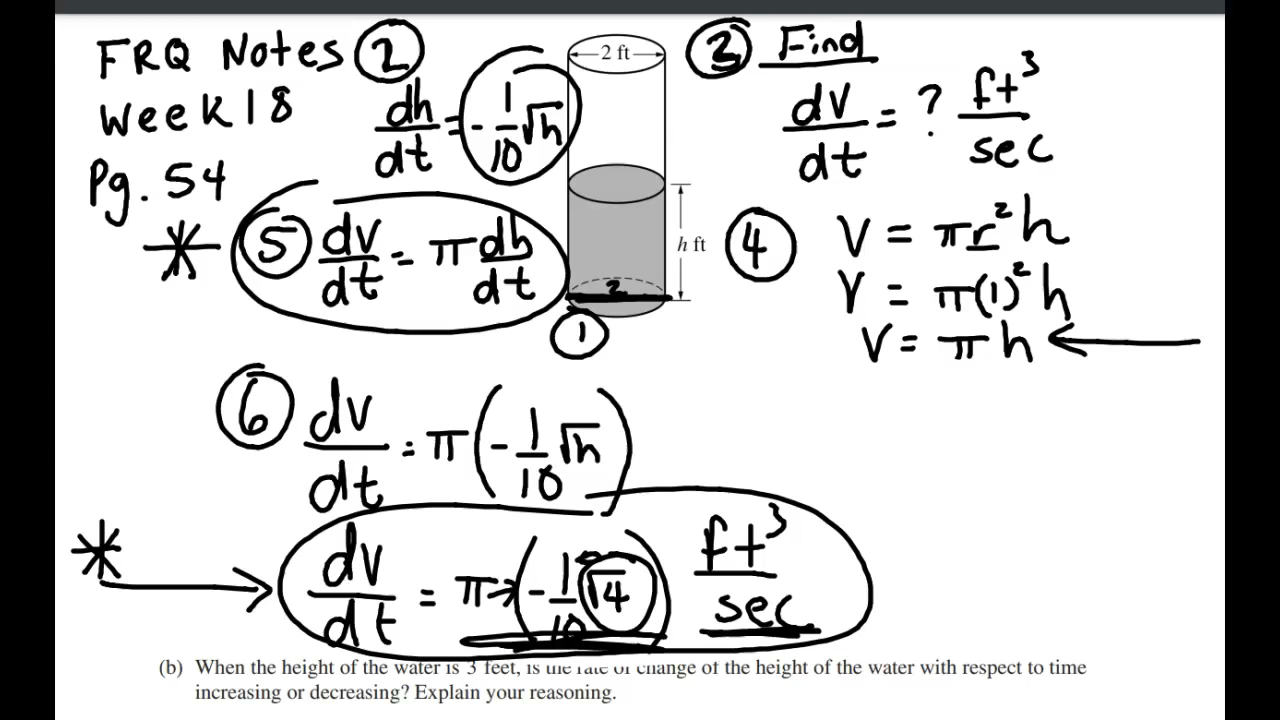 FRQ Notes
Week 18
Pg. 54
② dh/dt = -1/10 √h
2 ft
h ft
2
①
③ Find
dV/dt = ? ft³/sec
④ V = πr²h
V = π(1)²h
V = πh
⑤ dV/dt = π dh/dt
⑥ dV/dt = π(-1/10 √h)
dV/dt = π(-1/10 √4) ft³/sec
(b) When the height of the water is 3 feet, is the rate of change of the height of the water with respect to time
increasing or decreasing? Explain your reasoning.